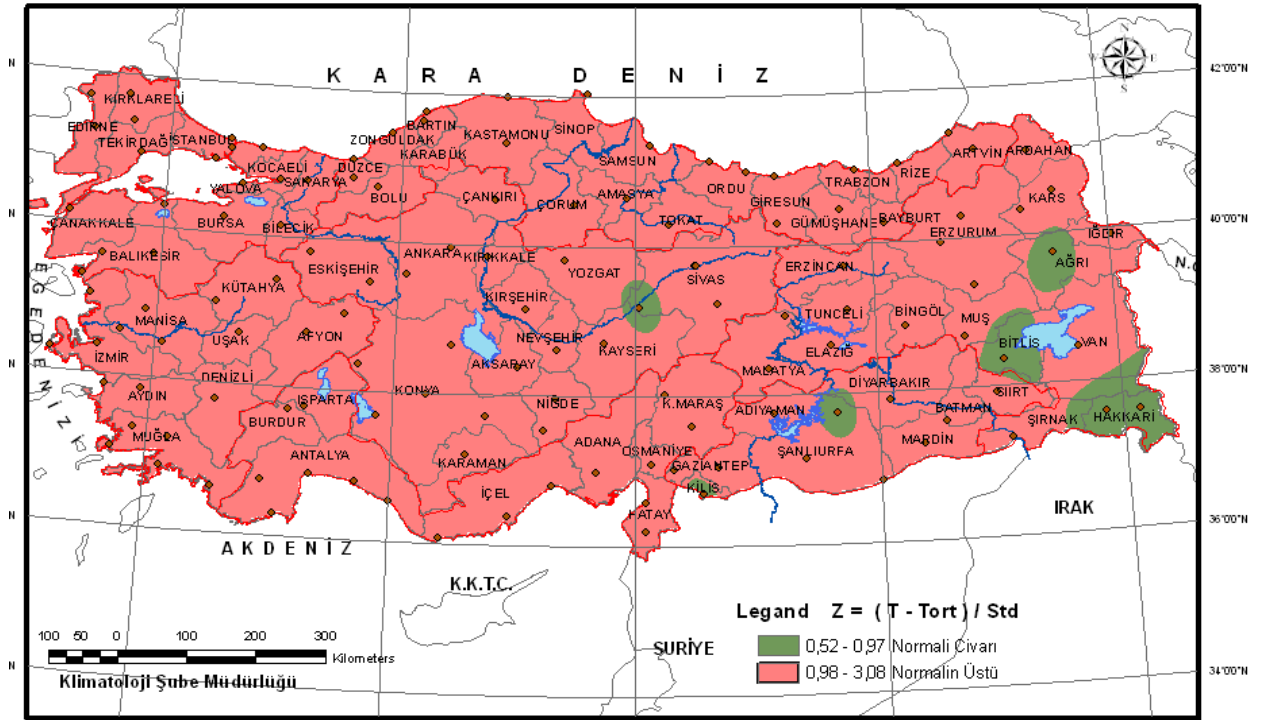 N
W E
S
42°00'00"N
40°00'00"N
38°00'00"N
36°00'00"N
34°00'00"N
N
N
N
N
N
K A R A D E N İ Z
E G E D E N İ Z İ
A K D E N İ Z
KIRKLARELİ
EDİRNE
TEKİRDAĞ
İSTANBUL
KOCAELİ
YALOVA
SAKARYA
DÜZCE
BOLU
ZONGULDAK
BARTIN
KARABÜK
KASTAMONU
SİNOP
SAMSUN
ÇANKIRI
ÇORUM
AMASYA
TOKAT
ORDU
GİRESUN
TRABZON
RİZE
ARTVİN
ARDAHAN
KARS
GÜMÜŞHANE
BAYBURT
ERZURUM
IĞDIR
AĞRI
N.C
ÇANAKKALE
BURSA
BİLECİK
BALIKESİR
ESKİŞEHİR
ANKARA
KIRIKKALE
YOZGAT
SİVAS
ERZİNCAN
KÜTAHYA
KIRŞEHİR
TUNCELİ
BİNGÖL
MUŞ
BİTLİS
VAN
MANİSA
UŞAK
AFYON
NEVŞEHİR
KAYSERİ
ELAZIĞ
İZMİR
AKSARAY
MALATYA
DİYARBAKIR
SİİRT
AYDIN
DENİZLİ
ISPARTA
KONYA
NİĞDE
K.MARAŞ
ADIYAMAN
BATMAN
ŞIRNAK
HAKKARİ
MUĞLA
BURDUR
ANTALYA
KARAMAN
ADANA
OSMANİYE
GAZİANTEP
ŞANLIURFA
MARDİN
İÇEL
KİLİS
HATAY
IRAK
SURİYE
K.K.T.C.
Legand Z = ( T - Tort ) / Std
0,52 - 0,97 Normali Civarı
0,98 - 3,08 Normalin Üstü
100 50 0 100 200 300
Kilometers
Klimatoloji Şube Müdürlüğü